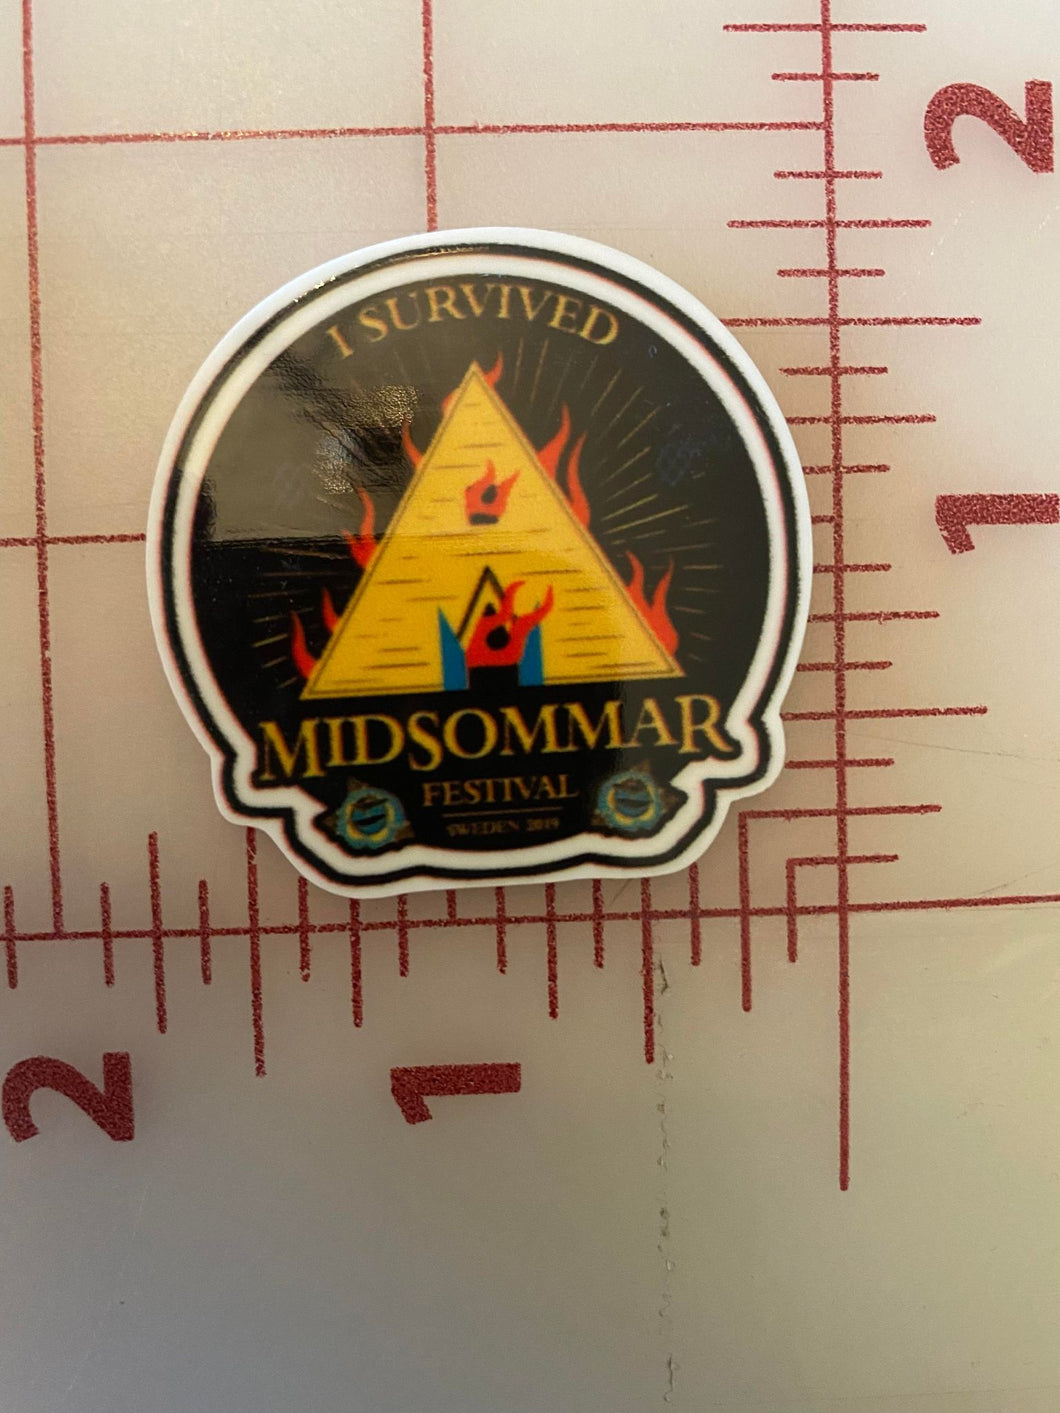 2
I SURVIVED
1
MIDSOMMAR
FESTIVAL
SWEDEN 2019
2
1